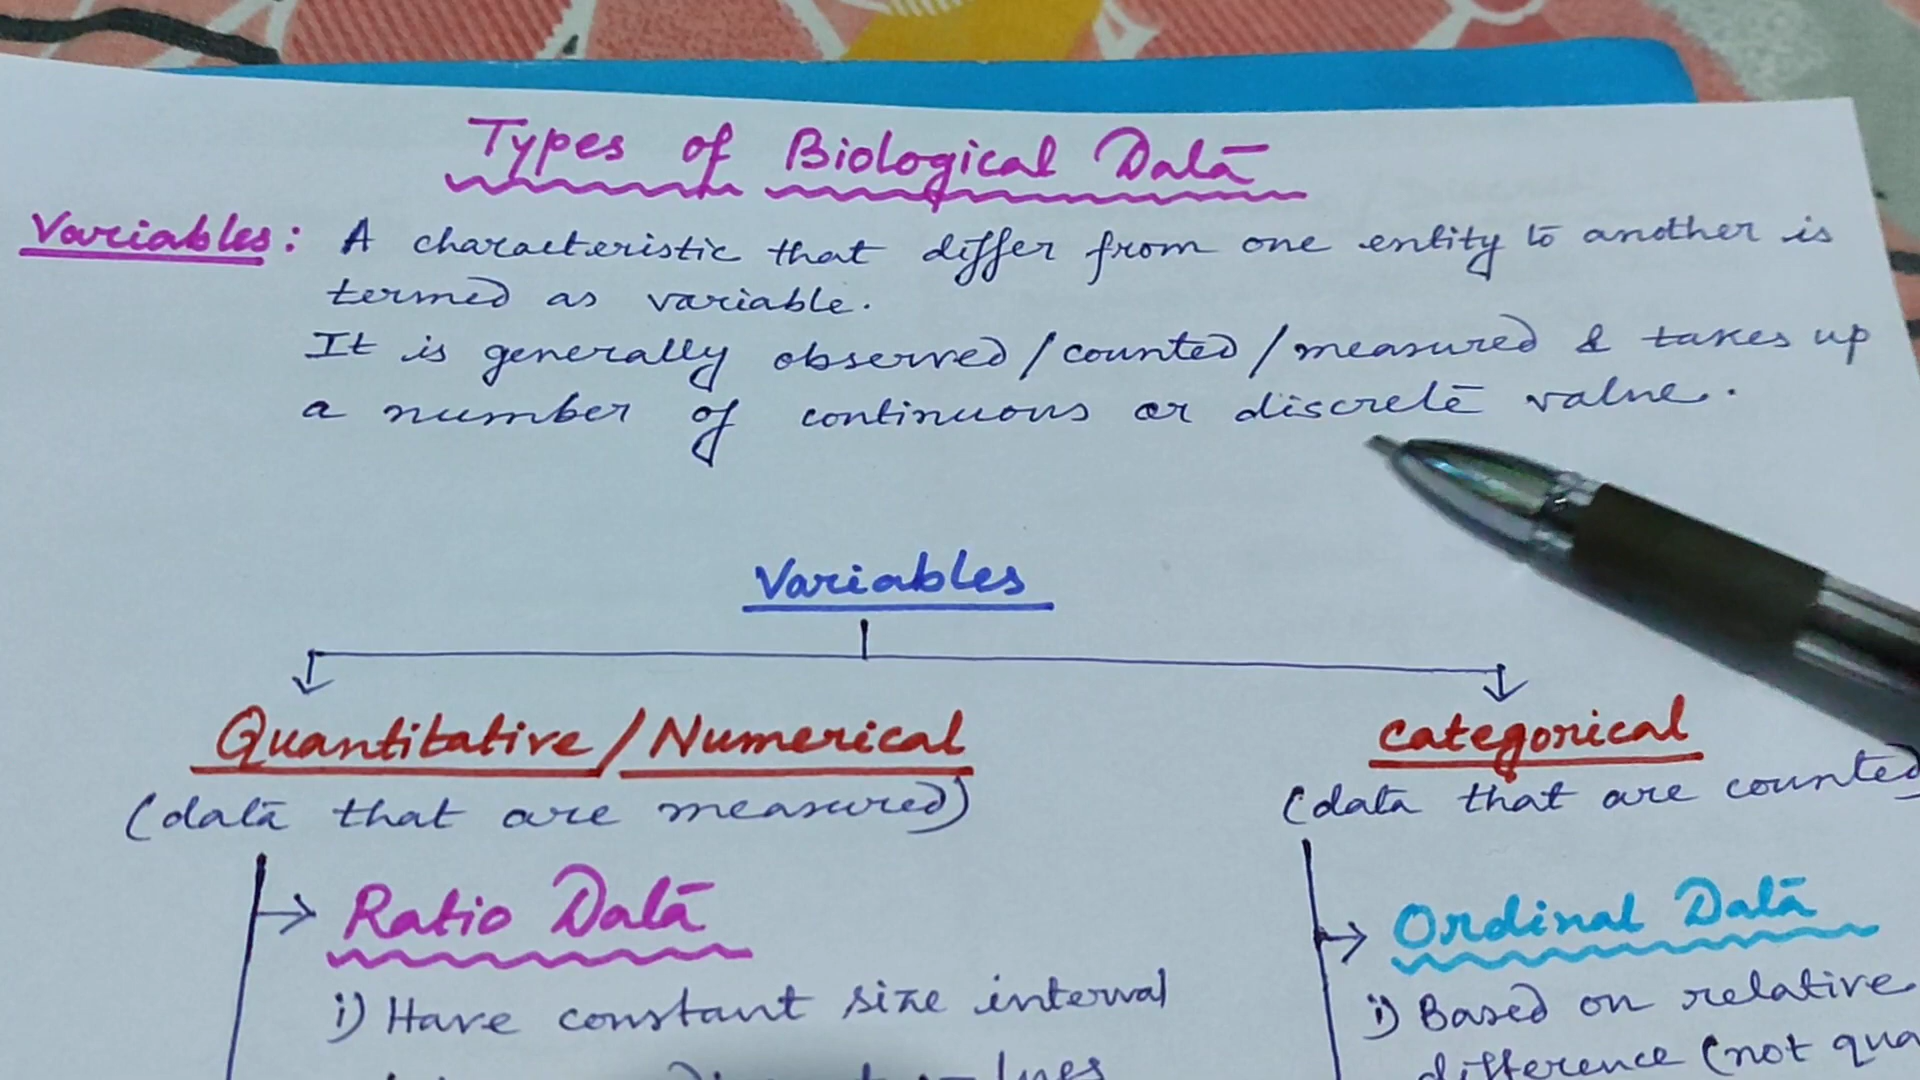 Types of Biological Data
Variables: A characteristic that differ from one entity to another is
termed as variable.
It is generally observed/counted/measured & takes up
a number of continuous or discrete value.
Variables
Quantitative/Numerical
(data that are measured)
Categorical
(data that are counted
Ratio Data
i) Have constant size interval
Ordinal Data
i) Based on relative
difference (not qua